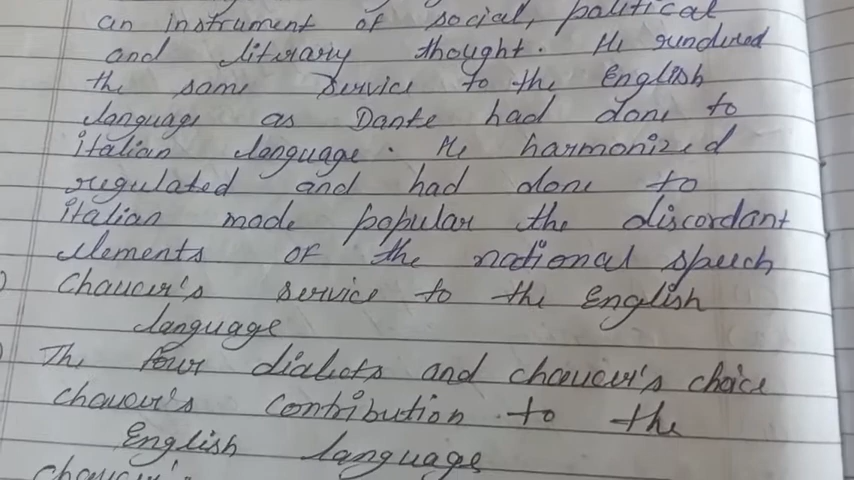 an instrument of social, political
and literary thought. He rendered
the same service to the English
language as Dante had done to
italian language. He harmonized
regulated and had done to
italian made popular the discordant
elements of the national speech
Chaucer's service to the English
language
The four dialects and chaucer's choice
Chaucer's contribution to the
English language
Chaucer's